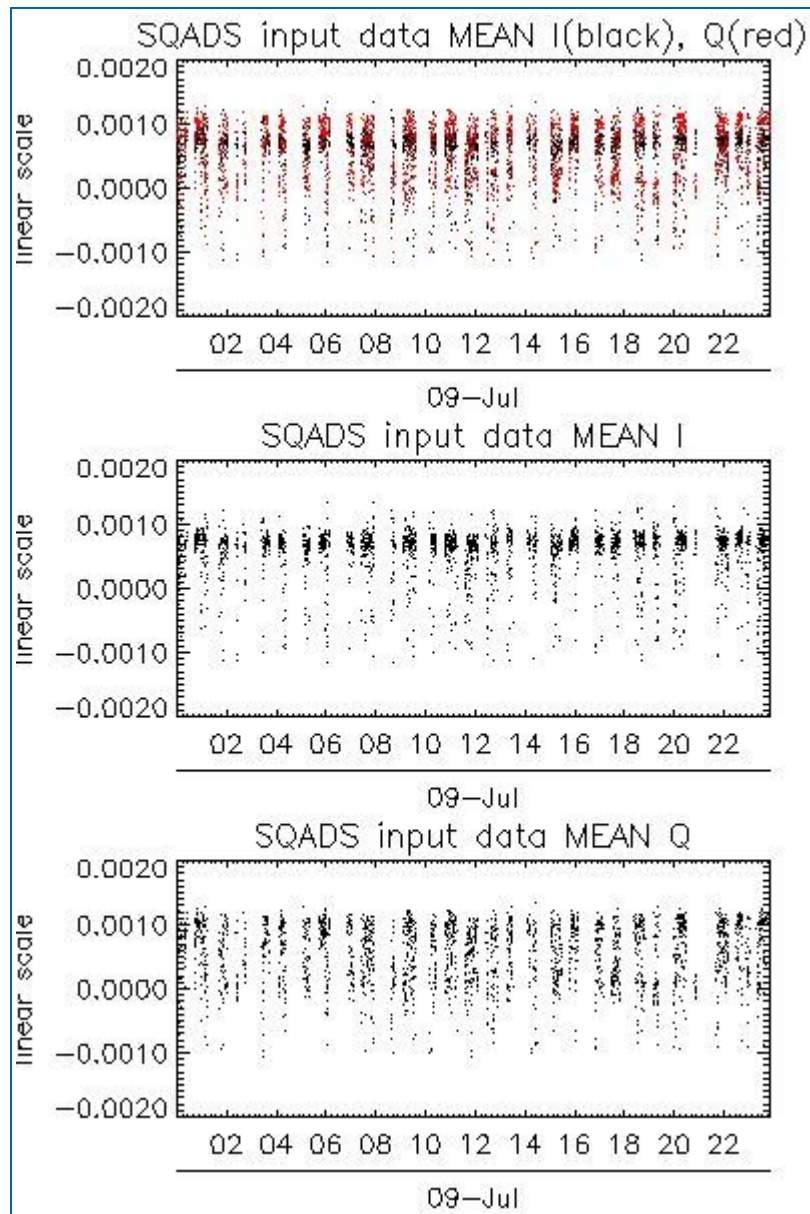 SQADS input data MEAN I(black), Q(red)
0.0020
0.0010
0.0000
-0.0010
-0.0020
linear scale
02 04 06 08 10 12 14 16 18 20 22
09-Jul
SQADS input data MEAN I
0.0020
0.0010
0.0000
-0.0010
-0.0020
linear scale
02 04 06 08 10 12 14 16 18 20 22
09-Jul
SQADS input data MEAN Q
0.0020
0.0010
0.0000
-0.0010
-0.0020
linear scale
02 04 06 08 10 12 14 16 18 20 22
09-Jul